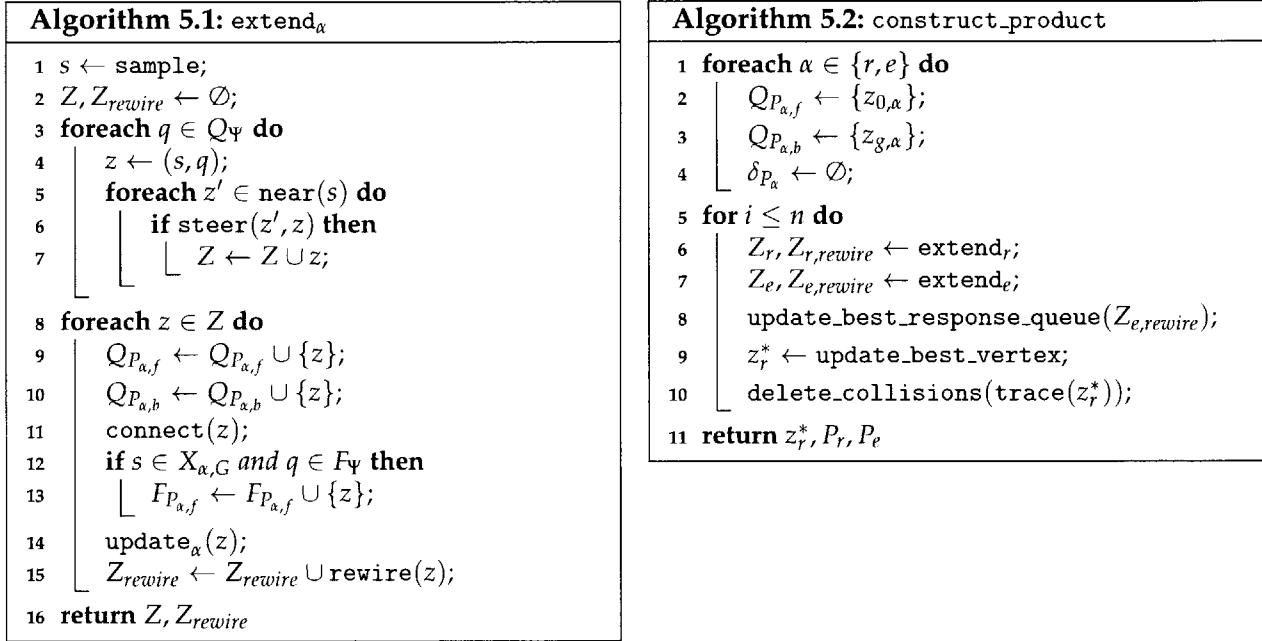 Algorithm 5.1: extend_α
1 s ← sample;
2 Z, Z_rewire ← ∅;
3 foreach q ∈ Q_Ψ do
4 z ← (s, q);
5 foreach z′ ∈ near(s) do
6 if steer(z′, z) then
7 Z ← Z ∪ z;
8 foreach z ∈ Z do
9 Q_{P_{α,f}} ← Q_{P_{α,f}} ∪ {z};
10 Q_{P_{α,b}} ← Q_{P_{α,b}} ∪ {z};
11 connect(z);
12 if s ∈ X_{α,G} and q ∈ F_Ψ then
13 F_{P_{α,f}} ← F_{P_{α,f}} ∪ {z};
14 update_α(z);
15 Z_rewire ← Z_rewire ∪ rewire(z);
16 return Z, Z_rewire
Algorithm 5.2: construct_product
1 foreach α ∈ {r, e} do
2 Q_{P_{α,f}} ← {z_{0,α}};
3 Q_{P_{α,b}} ← {z_{g,α}};
4 δ_{P_α} ← ∅;
5 for i ≤ n do
6 Z_r, Z_{r,rewire} ← extend_r;
7 Z_e, Z_{e,rewire} ← extend_e;
8 update_best_response_queue(Z_{e,rewire});
9 z_r^* ← update_best_vertex;
10 delete_collisions(trace(z_r^*));
11 return z_r^*, P_r, P_e